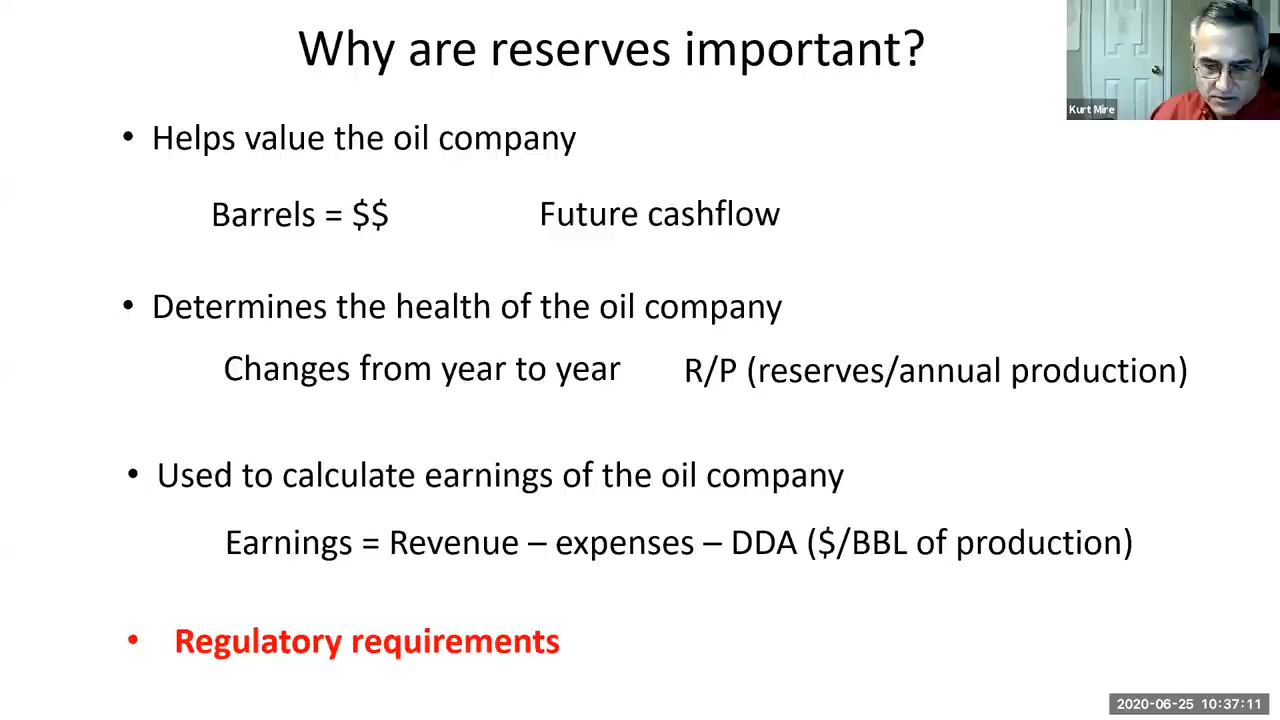 Why are reserves important?
Kurt Mire
• Helps value the oil company
Barrels = $$ Future cashflow
• Determines the health of the oil company
Changes from year to year R/P (reserves/annual production)
• Used to calculate earnings of the oil company
Earnings = Revenue – expenses – DDA ($/BBL of production)
• Regulatory requirements
2020-06-25 10:37:11